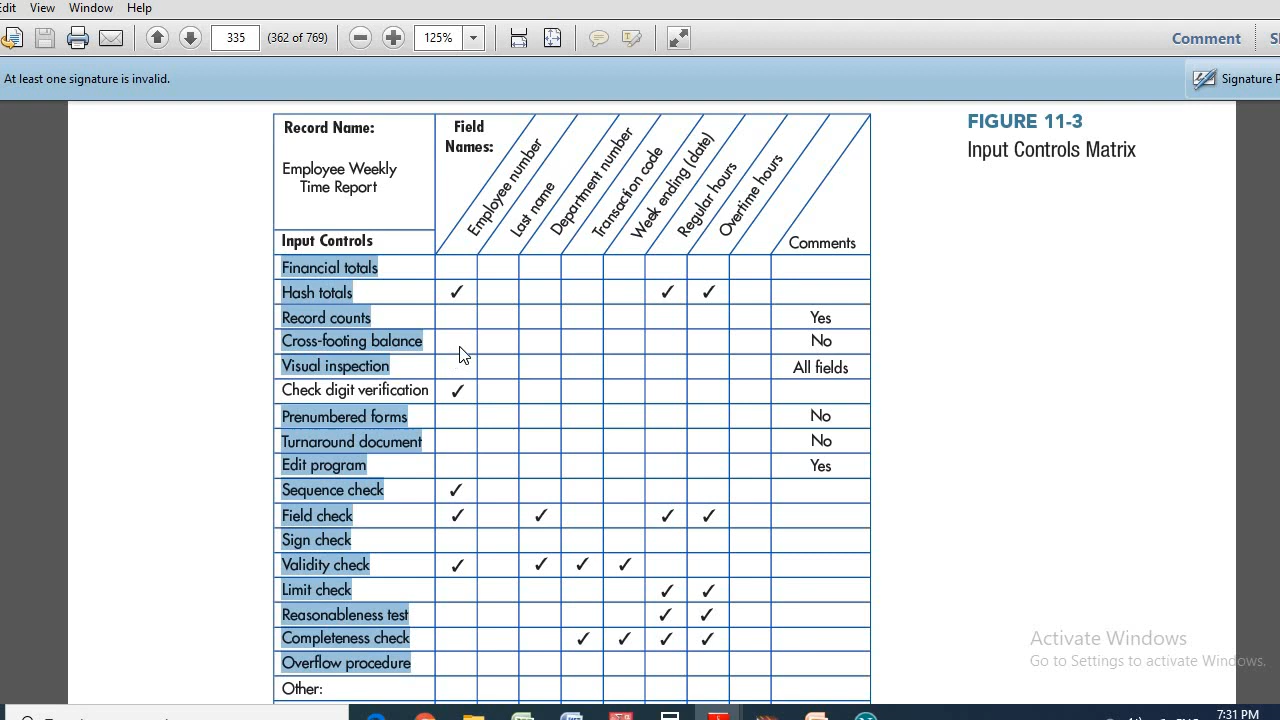 Edit View Window Help
335 (362 of 769) 125% Comment
At least one signature is invalid.
Signature P
Record Name:
Employee Weekly
Time Report
Field
Names:
Employee number
Last name
Department number
Transaction code
Week ending (date)
Regular hours
Overtime hours
Comments
FIGURE 11-3
Input Controls Matrix
Input Controls
Financial totals
Hash totals ✓ ✓ ✓
Record counts Yes
Cross-footing balance No
Visual inspection All fields
Check digit verification ✓
Prenumbered forms No
Turnaround document No
Edit program Yes
Sequence check ✓
Field check ✓ ✓ ✓ ✓
Sign check
Validity check ✓ ✓ ✓ ✓
Limit check ✓ ✓
Reasonableness test ✓ ✓
Completeness check ✓ ✓ ✓ ✓
Overflow procedure
Other:
Activate Windows
Go to Settings to activate Windows.
7:31 PM